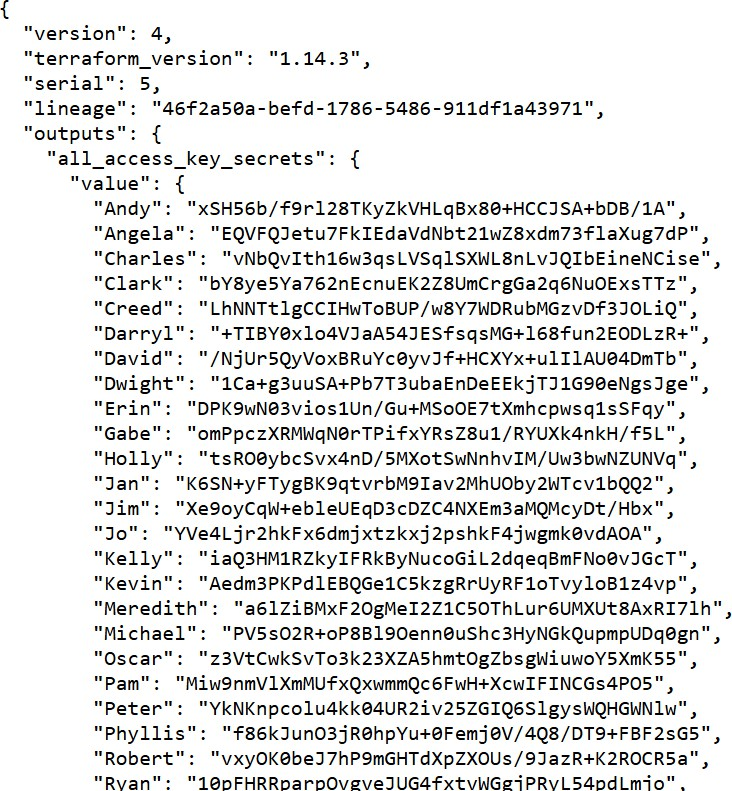 {
"version": 4,
"terraform_version": "1.14.3",
"serial": 5,
"lineage": "46f2a50a-befd-1786-5486-911df1a43971",
"outputs": {
"all_access_key_secrets": {
"value": {
"Andy": "xSH56b/f9rl28TKyZkVHLqBx80+HCCJSA+bDB/1A",
"Angela": "EQVFQJetu7FkIEdaVdNbt21wZ8xdm73flaXug7dP",
"Charles": "vNbQvIth16w3qsLVSqlSXWL8nLvJQIbEineNCise",
"Clark": "bY8ye5Ya762nEcnuEK2Z8UmCrgGa2q6NuOExsTTz",
"Creed": "LhNNTtlgCCIHwToBUP/w8Y7WDRubMGzvDf3JOLiQ",
"Darryl": "+TIBY0xlo4VJaA54JESfsqsMG+l68fun2EODLzR+",
"David": "/NjUr5QyVoxBRuYc0yvJf+HCXYx+ulIlAU04DmTb",
"Dwight": "1Ca+g3uuSA+Pb7T3ubaEnDeEEkjTJ1G90eNgsJge",
"Erin": "DPK9wN03vios1Un/Gu+MSoOE7tXmhcpwsq1sSFqy",
"Gabe": "omPpczXRMWqN0rTPifxYRsZ8u1/RYUXk4nkH/f5L",
"Holly": "tsRO0ybcSvx4nD/5MXotSwNnhvIM/Uw3bwNZUNVq",
"Jan": "K6SN+yFTygBK9qtvrbM9Iav2MhUOby2WTcv1bQQ2",
"Jim": "Xe9oyCqW+ebleUEqD3cDZC4NXEm3aMQMcyDt/Hbx",
"Jo": "YVe4Ljr2hkFx6dmjxtzkxj2pshkF4jwgmk0vdAOA",
"Kelly": "iaQ3HM1RZkyIFRkByNucoGiL2dqeqBmFNo0vJGcT",
"Kevin": "Aedm3PKPdlEBQGe1C5kzgRrUyRF1oTvyloB1z4vp",
"Meredith": "a6lZiBMxF2OgMeI2Z1C5OThLur6UMXUt8AxRI7lh",
"Michael": "PV5sO2R+oP8Bl9Oenn0uShc3HyNGkQupmpUDq0gn",
"Oscar": "z3VtCwkSvTo3k23XZA5hmtOgZbsgWiuwoY5XmK55",
"Pam": "Miw9nmVlXmMUfxQxwmmQc6FwH+XcwIFINCGs4PO5",
"Peter": "YkNKnpcolu4kk04UR2iv25ZGIQ6SlgysWQHGWNlw",
"Phyllis": "f86kJunO3jR0hpYu+0Femj0V/4Q8/DT9+FBF2sG5",
"Robert": "vxyOK0beJ7hP9mGHTdXpZXOUs/9JazR+K2ROCR5a",
"Ryan": "10pFHRRparpOvgveJUG4fxtvWGgjPRyL54pdLmjo",